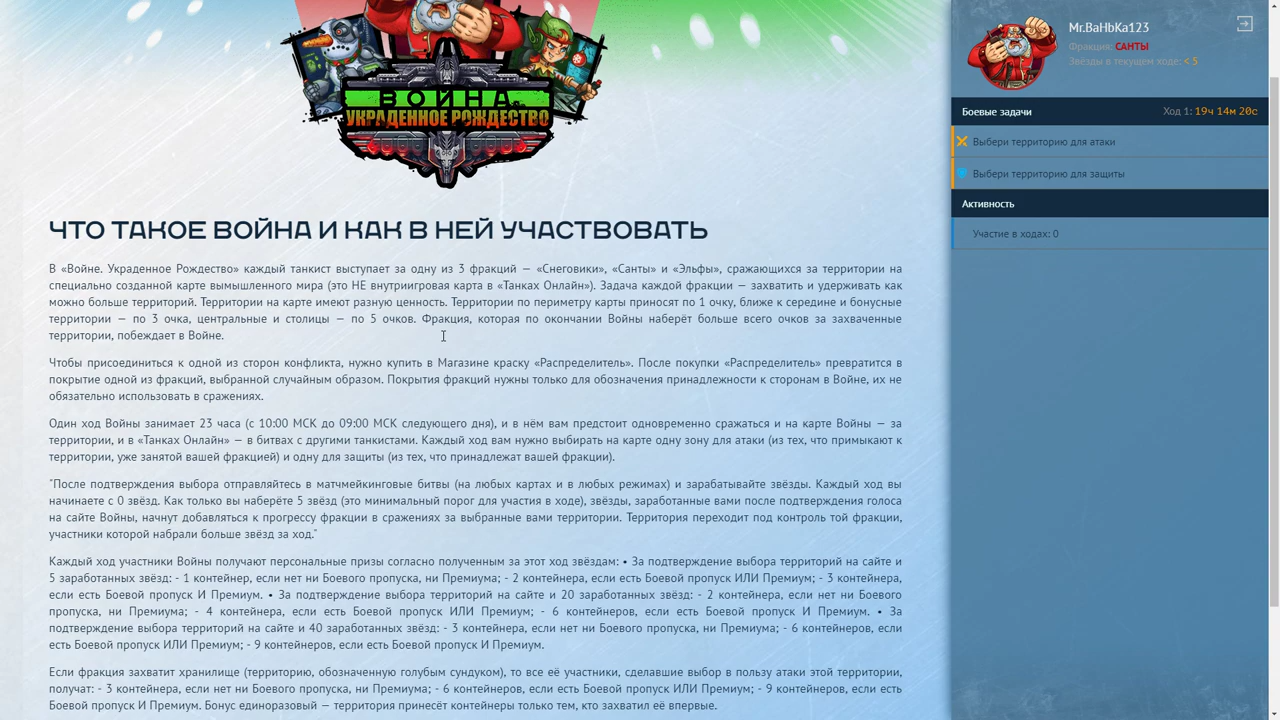 ВОЙНА.
УКРАДЕННОЕ РОЖДЕСТВО
ЧТО ТАКОЕ ВОЙНА И КАК В НЕЙ УЧАСТВОВАТЬ
В «Войне. Украденное Рождество» каждый танкист выступает за одну из 3 фракций — «Снеговики», «Санты» и «Эльфы», сражающихся за территории на
специально созданной карте вымышленного мира (это НЕ внутриигровая карта в «Танках Онлайн»). Задача каждой фракции — захватить и удерживать как
можно больше территорий. Территории на карте имеют разную ценность. Территории по периметру карты приносят по 1 очку, ближе к середине и бонусные
территории — по 3 очка, центральные и столицы — по 5 очков. Фракция, которая по окончании Войны наберёт больше всего очков за захваченные
территории, побеждает в Войне.
Чтобы присоединиться к одной из сторон конфликта, нужно купить в Магазине краску «Распределитель». После покупки «Распределитель» превратится в
покрытие одной из фракций, выбранной случайным образом. Покрытия фракций нужны только для обозначения принадлежности к сторонам в Войне, их не
обязательно использовать в сражениях.
Один ход Войны занимает 23 часа (с 10:00 МСК до 09:00 МСК следующего дня), и в нём вам предстоит одновременно сражаться и на карте Войны — за
территории, и в «Танках Онлайн» — в битвах с другими танкистами. Каждый ход вам нужно выбирать на карте одну зону для атаки (из тех, что примыкают к
территории, уже занятой вашей фракцией) и одну для защиты (из тех, что принадлежат вашей фракции).
"После подтверждения выбора отправляйтесь в матчмейкинговые битвы (на любых картах и в любых режимах) и зарабатывайте звёзды. Каждый ход вы
начинаете с 0 звёзд. Как только вы наберёте 5 звёзд (это минимальный порог для участия в ходе), звёзды, заработанные вами после подтверждения голоса
на сайте Войны, начнут добавляться к прогрессу фракции в сражениях за выбранные вами территории. Территория переходит под контроль той фракции,
участники которой набрали больше звёзд за ход."
Каждый ход участники Войны получают персональные призы согласно полученным за этот ход звёздам: • За подтверждение выбора территорий на сайте и
5 заработанных звёзд: - 1 контейнер, если нет ни Боевого пропуска, ни Премиума; - 2 контейнера, если есть Боевой пропуск ИЛИ Премиум; - 3 контейнера,
если есть Боевой пропуск И Премиум. • За подтверждение выбора территорий на сайте и 20 заработанных звёзд: - 2 контейнера, если нет ни Боевого
пропуска, ни Премиума; - 4 контейнера, если есть Боевой пропуск ИЛИ Премиум; - 6 контейнеров, если есть Боевой пропуск И Премиум. • За
подтверждение выбора территорий на сайте и 40 заработанных звёзд: - 3 контейнера, если нет ни Боевого пропуска, ни Премиума; - 6 контейнеров, если
есть Боевой пропуск ИЛИ Премиум; - 9 контейнеров, если есть Боевой пропуск И Премиум.
Если фракция захватит хранилище (территорию, обозначенную голубым сундуком), то все её участники, сделавшие выбор в пользу атаки этой территории,
получат: - 3 контейнера, если нет ни Боевого пропуска, ни Премиума; - 6 контейнеров, если есть Боевой пропуск ИЛИ Премиум; - 9 контейнеров, если есть
Боевой пропуск И Премиум. Бонус единоразовый — территория принесёт контейнеры только тем, кто захватил её впервые.
Mr.BaHbKa123
Фракция: САНТЫ
Звёзды в текущем ходе: < 5
Боевые задачи Ход 1: 19ч 14м 20с
Выбери территорию для атаки
Выбери территорию для защиты
Активность
Участие в ходах: 0